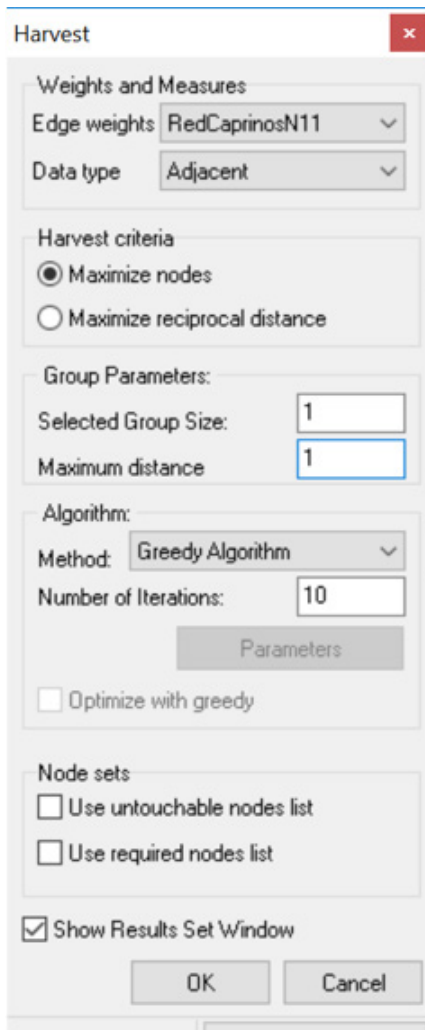 Harvest
Weights and Measures
Edge weights RedCaprinosN11
Data type Adjacent
Harvest criteria
Maximize nodes
Maximize reciprocal distance
Group Parameters:
Selected Group Size: 1
Maximum distance 1
Algorithm:
Method: Greedy Algorithm
Number of Iterations: 10
Parameters
Optimize with greedy
Node sets
Use untouchable nodes list
Use required nodes list
Show Results Set Window
OK Cancel